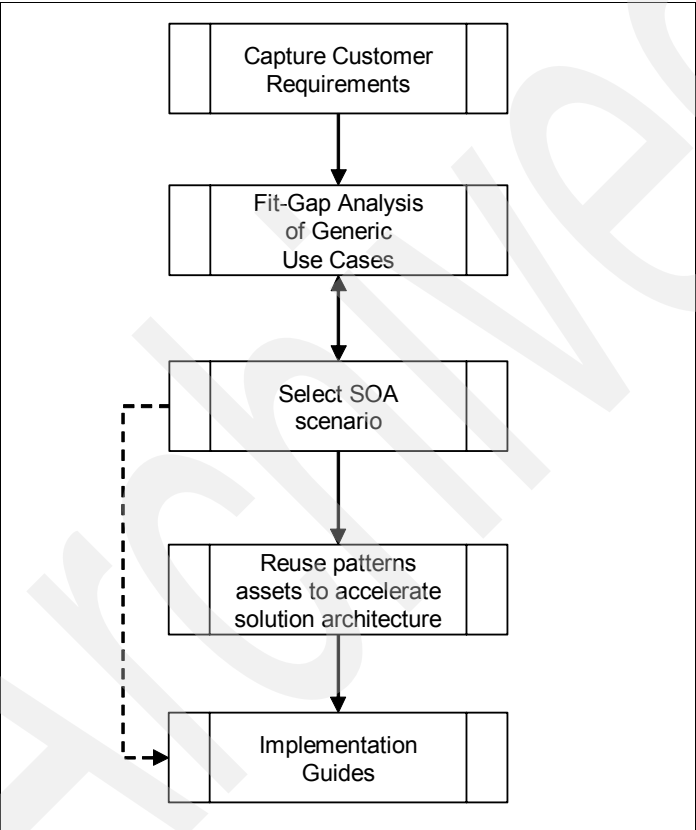 Capture Customer
Requirements
Fit-Gap Analysis
of Generic
Use Cases
Select SOA
scenario
Reuse patterns
assets to accelerate
solution architecture
Implementation
Guides
Archived